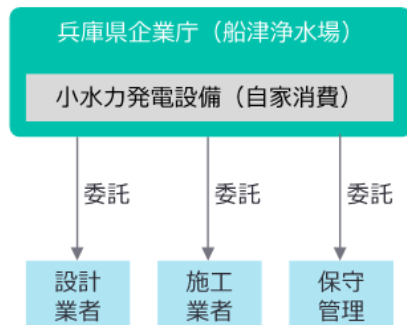 兵庫県企業庁（船津浄水場）
小水力発電設備（自家消費）
委託 委託 委託
設計 施工 保守
業者 業者 管理